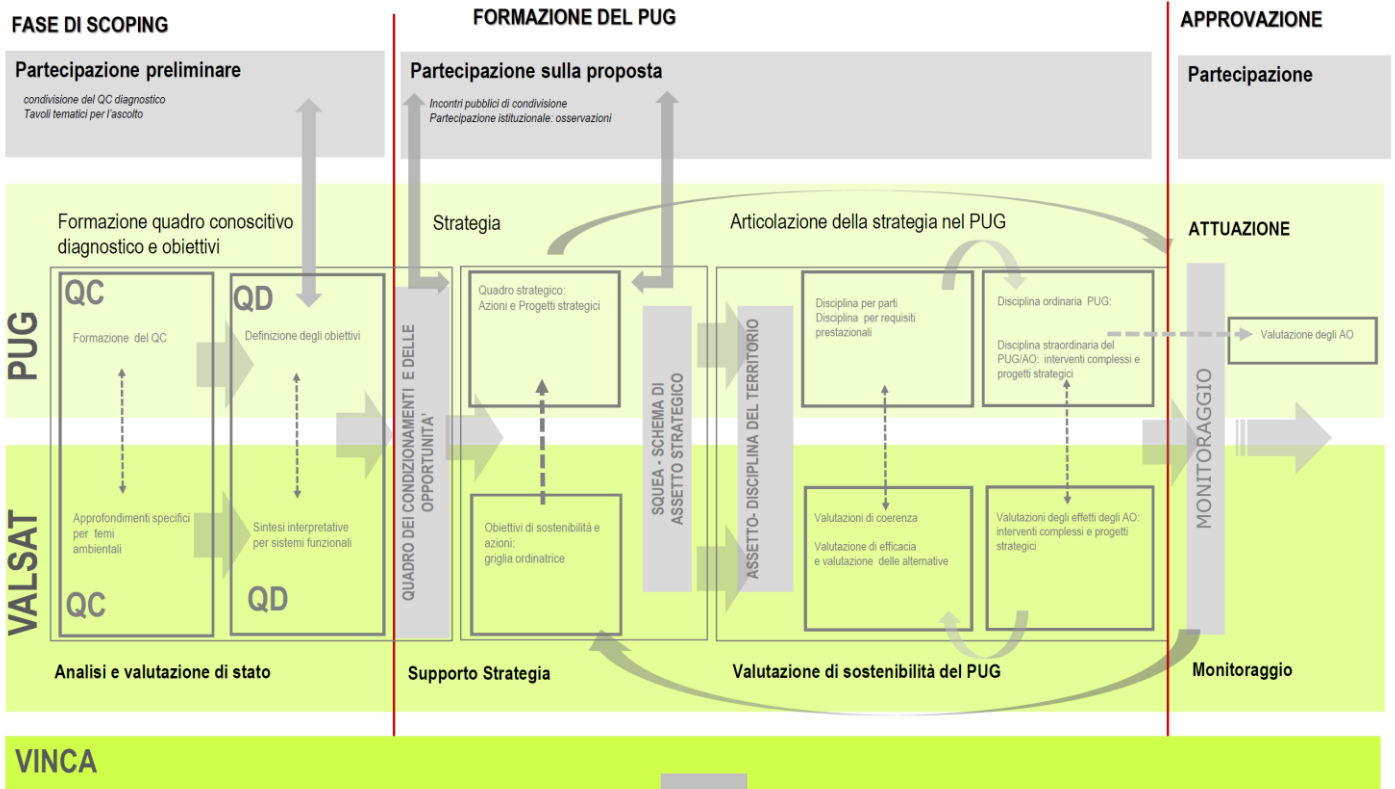 FASE DI SCOPING
FORMAZIONE DEL PUG
APPROVAZIONE
Partecipazione preliminare
condivisione del QC diagnostico
Tavoli tematici per l'ascolto
Partecipazione sulla proposta
Incontri pubblici di condivisione
Partecipazione istituzionale: osservazioni
Partecipazione
PUG
Formazione quadro conoscitivo
diagnostico e obiettivi
Strategia
Articolazione della strategia nel PUG
ATTUAZIONE
QC
Formazione del QC
QD
Definizione degli obiettivi
QUADRO DEI CONDIZIONAMENTI E DELLE
OPPORTUNITA'
Quadro strategico:
Azioni e Progetti strategici
SQUEA - SCHEMA DI
ASSETTO STRATEGICO
ASSETTO- DISCIPLINA DEL TERRITORIO
Disciplina per parti
Disciplina per requisiti
prestazionali
Disciplina ordinaria PUG:
Disciplina straordinaria del
PUG/AO: interventi complessi e
progetti strategici
MONITORAGGIO
Valutazione degli AO
VALSAT
Approfondimenti specifici
per temi
ambientali
QC
Sintesi interpretative
per sistemi funzionali
QD
Obiettivi di sostenibilità e
azioni:
griglia ordinatrice
Valutazioni di coerenza
Valutazione di efficacia
e valutazione delle alternative
Valutazioni degli effetti degli AO:
interventi complessi e progetti
strategici
Analisi e valutazione di stato
Supporto Strategia
Valutazione di sostenibilità del PUG
Monitoraggio
VINCA